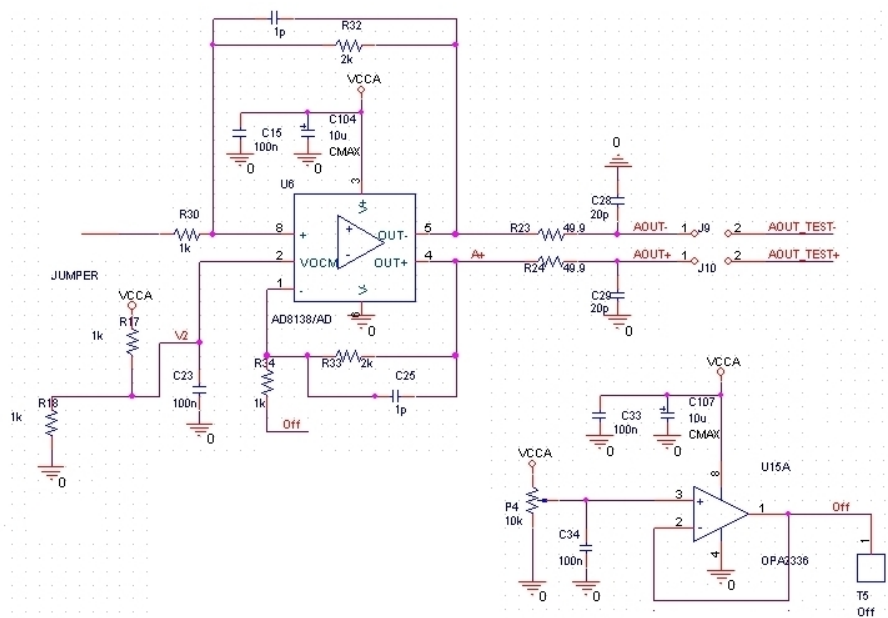 1p
R32
2k
VCCA
C15
100n
C104
10u
CMAX
0
0
3
U6
V+
R30
1k
8
+
+
-
OUT-
5
R23
49.9
C28
20p
0
AOUT-
1
J9
2
AOUT_TEST-
2
VOCM
OUT+
4
A+
R24
49.9
AOUT+
1
J10
2
AOUT_TEST+
1
-
V-
6
0
AD8138/AD
C29
20p
0
JUMPER
VCCA
R17
1k
V2
R18
1k
0
C23
100n
0
R34
1k
Off
R33
2k
C25
1p
VCCA
C33
100n
C107
10u
CMAX
0
0
U15A
8
VCCA
P4
10k
C34
100n
0
0
3
+
2
-
1
4
0
OPA2336
Off
1
T5
Off